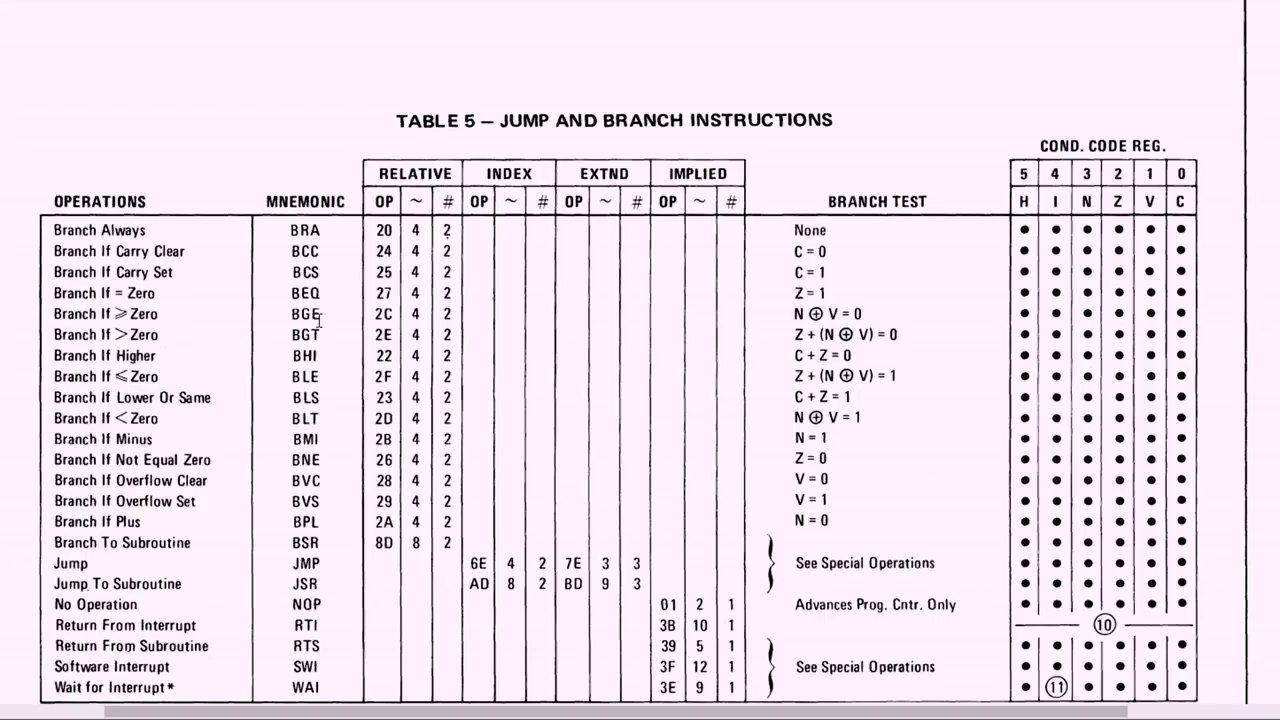 TABLE 5 — JUMP AND BRANCH INSTRUCTIONS
COND. CODE REG.
RELATIVE INDEX EXTND IMPLIED 5 4 3 2 1 0
OPERATIONS MNEMONIC OP ~ # OP ~ # OP ~ # OP ~ # BRANCH TEST H I N Z V C
Branch Always BRA 20 4 2 None • • • • • •
Branch If Carry Clear BCC 24 4 2 C = 0 • • • • • •
Branch If Carry Set BCS 25 4 2 C = 1 • • • • • •
Branch If = Zero BEQ 27 4 2 Z = 1 • • • • • •
Branch If ⩾ Zero BGE 2C 4 2 N ⊕ V = 0 • • • • • •
Branch If > Zero BGT 2E 4 2 Z + (N ⊕ V) = 0 • • • • • •
Branch If Higher BHI 22 4 2 C + Z = 0 • • • • • •
Branch If ⩽ Zero BLE 2F 4 2 Z + (N ⊕ V) = 1 • • • • • •
Branch If Lower Or Same BLS 23 4 2 C + Z = 1 • • • • • •
Branch If < Zero BLT 2D 4 2 N ⊕ V = 1 • • • • • •
Branch If Minus BMI 2B 4 2 N = 1 • • • • • •
Branch If Not Equal Zero BNE 26 4 2 Z = 0 • • • • • •
Branch If Overflow Clear BVC 28 4 2 V = 0 • • • • • •
Branch If Overflow Set BVS 29 4 2 V = 1 • • • • • •
Branch If Plus BPL 2A 4 2 N = 0 • • • • • •
Branch To Subroutine BSR 8D 8 2 • • • • • •
Jump JMP 6E 4 2 7E 3 3 See Special Operations • • • • • •
Jump To Subroutine JSR AD 8 2 BD 9 3 • • • • • •
No Operation NOP 01 2 1 Advances Prog. Cntr. Only • • • • • •
Return From Interrupt RTI 3B 10 1 ⑩
Return From Subroutine RTS 39 5 1 • • • • • •
Software Interrupt SWI 3F 12 1 See Special Operations • • • • • •
Wait for Interrupt* WAI 3E 9 1 • ⑪ • • • •